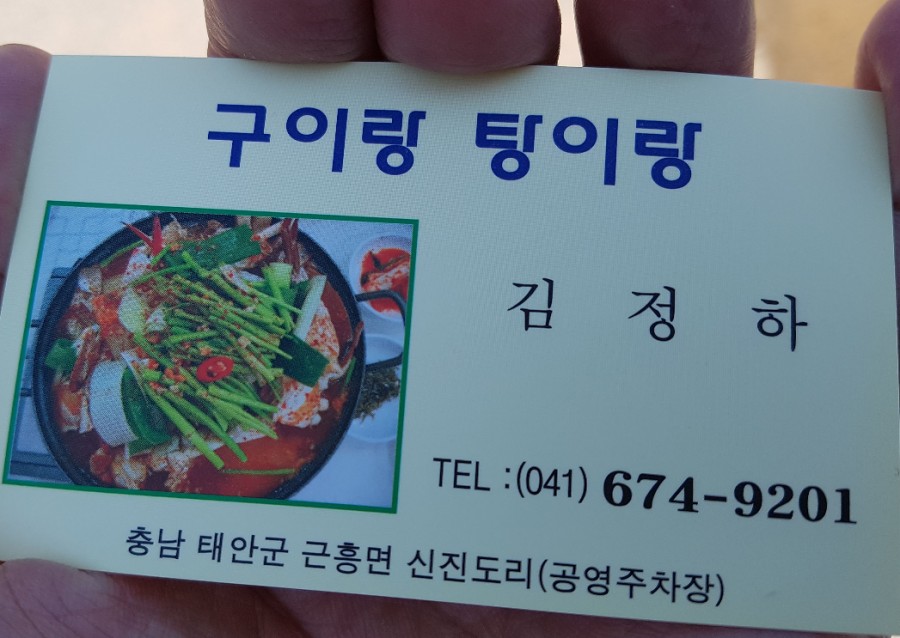 구이랑 탕이랑
김 정 하
TEL :(041) 674-9201
충남 태안군 근흥면 신진도리(공영주차장)